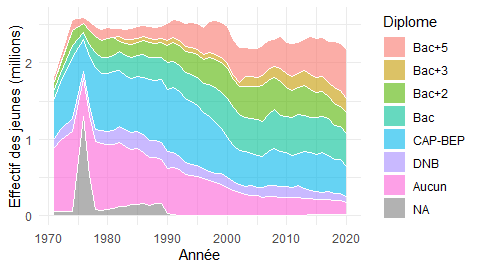 Effectif des jeunes (millions)
2
1
0
1970
1980
1990
2000
2010
2020
Année
Diplome
Bac+5
Bac+3
Bac+2
Bac
CAP-BEP
DNB
Aucun
NA